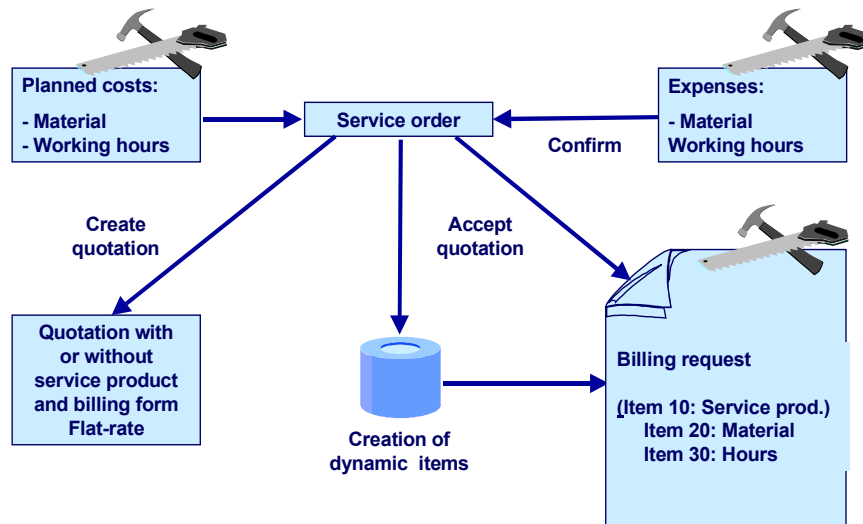 Planned costs:
- Material
- Working hours
Service order
Expenses:
- Material
Working hours
Confirm
Create
quotation
Accept
quotation
Quotation with
or without
service product
and billing form
Flat-rate
Creation of
dynamic items
Billing request
(Item 10: Service prod.)
Item 20: Material
Item 30: Hours